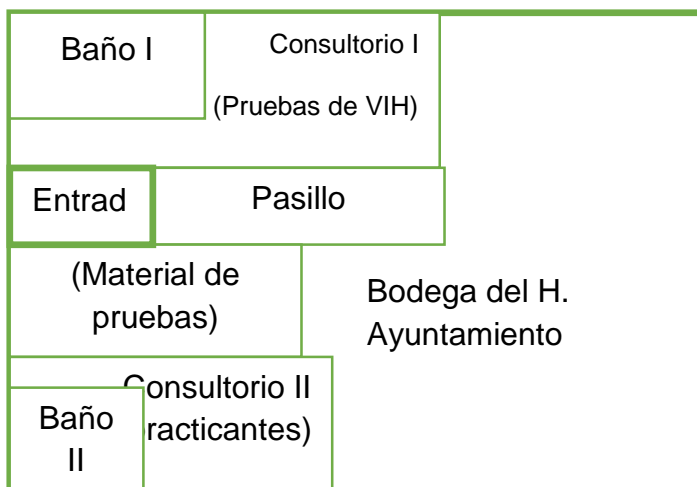 Baño I
Consultorio I
(Pruebas de VIH)
Entrad
Pasillo
(Material de
pruebas)
Bodega del H.
Ayuntamiento
Consultorio II
racticantes)
Baño
II